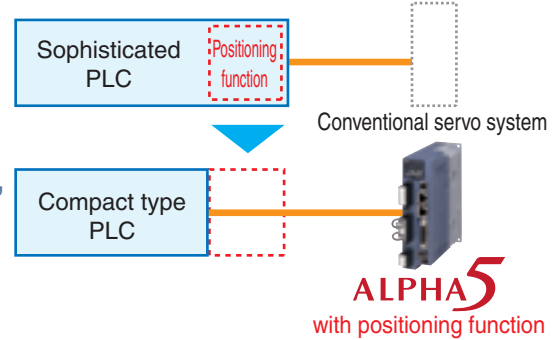 Sophisticated
PLC
Positioning
function
Conventional servo system
Compact type
PLC
ALPHA5
with positioning function